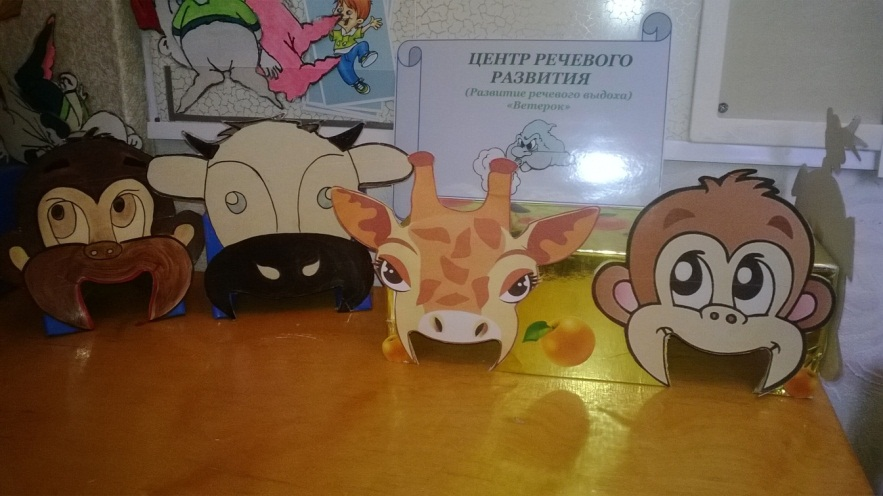 ЦЕНТР РЕЧЕВОГО
РАЗВИТИЯ
(Развитие речевого выдоха)
«Ветерок»